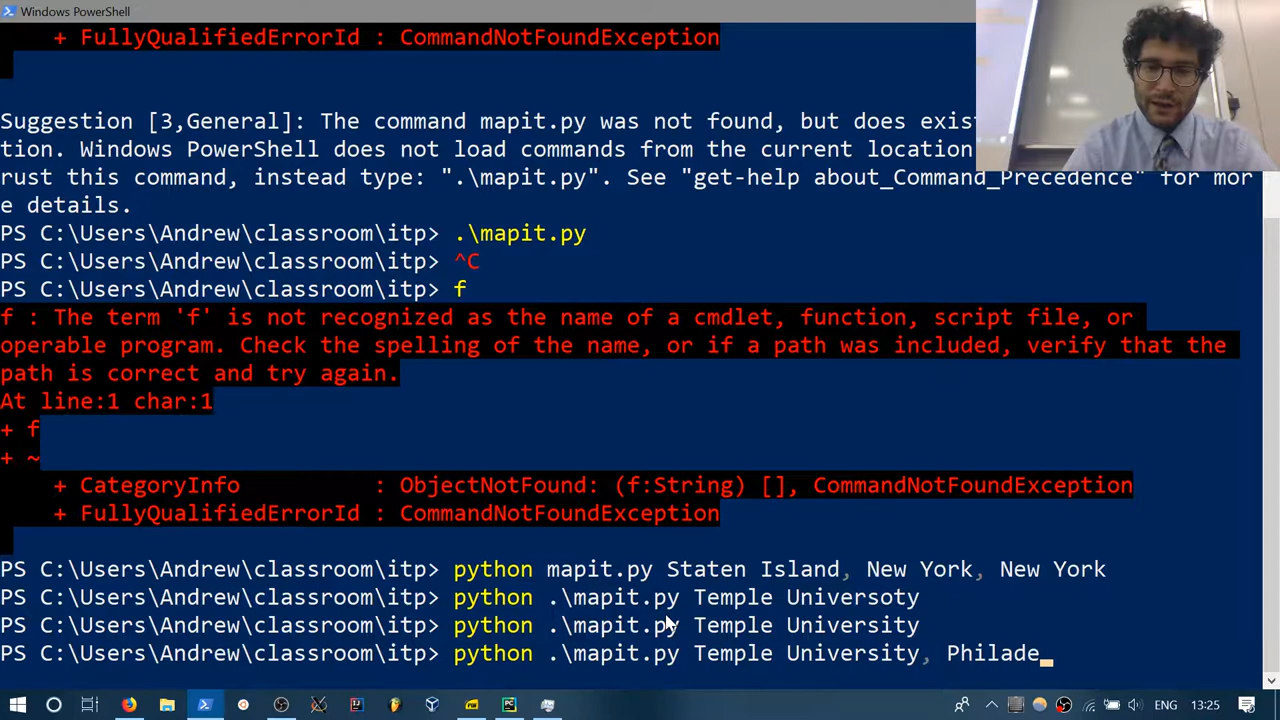 Windows PowerShell
+ FullyQualifiedErrorId : CommandNotFoundException
Suggestion [3,General]: The command mapit.py was not found, but does exis
tion. Windows PowerShell does not load commands from the current location
rust this command, instead type: ".\mapit.py". See "get-help about_Command_Precedence" for mor
e details.
PS C:\Users\Andrew\classroom\itp> .\mapit.py
PS C:\Users\Andrew\classroom\itp> ^C
PS C:\Users\Andrew\classroom\itp> f
f : The term 'f' is not recognized as the name of a cmdlet, function, script file, or
operable program. Check the spelling of the name, or if a path was included, verify that the
path is correct and try again.
At line:1 char:1
+ f
+ ~
+ CategoryInfo : ObjectNotFound: (f:String) [], CommandNotFoundException
+ FullyQualifiedErrorId : CommandNotFoundException
PS C:\Users\Andrew\classroom\itp> python mapit.py Staten Island, New York, New York
PS C:\Users\Andrew\classroom\itp> python .\mapit.py Temple Universoty
PS C:\Users\Andrew\classroom\itp> python .\mapit.py Temple University
PS C:\Users\Andrew\classroom\itp> python .\mapit.py Temple University, Philade
ENG 13:25